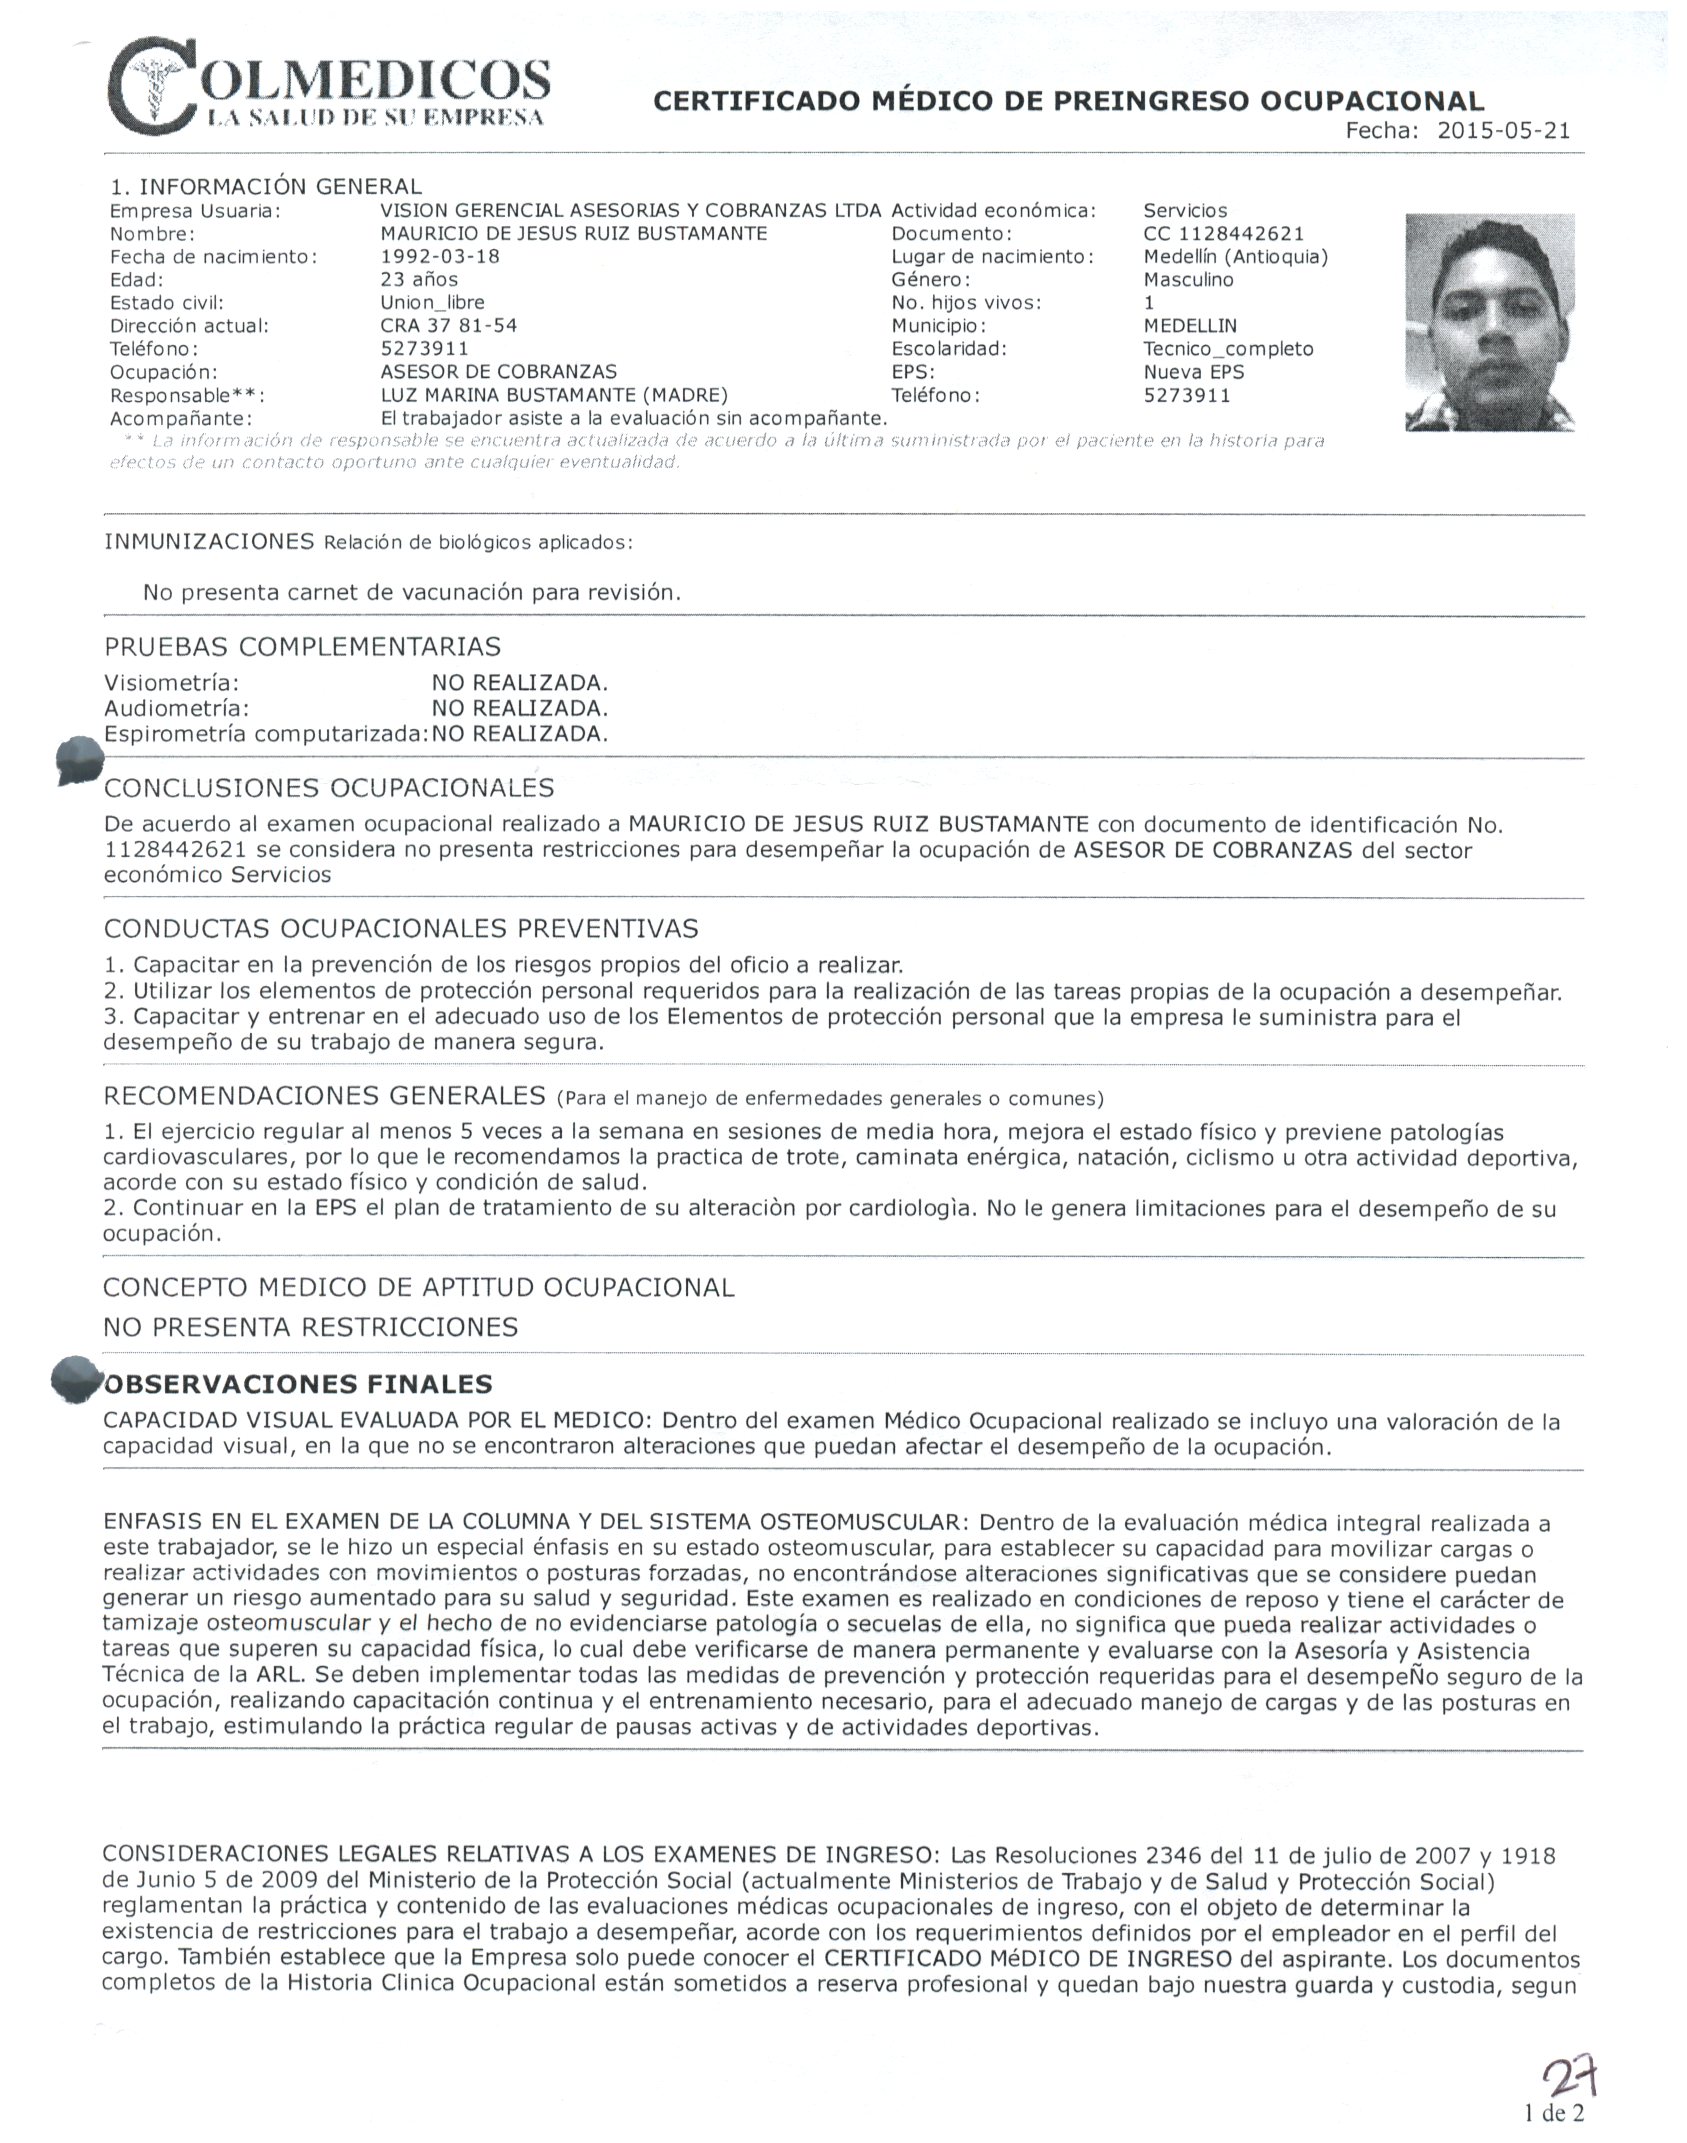 COLMEDICOS
LA SALUD DE SU EMPRESA
CERTIFICADO MÉDICO DE PREINGRESO OCUPACIONAL
Fecha: 2015-05-21
1. INFORMACIÓN GENERAL
Empresa Usuaria: VISION GERENCIAL ASESORIAS Y COBRANZAS LTDA Actividad económica: Servicios
Nombre: MAURICIO DE JESUS RUIZ BUSTAMANTE Documento: CC 1128442621
Fecha de nacimiento: 1992-03-18 Lugar de nacimiento: Medellín (Antioquia)
Edad: 23 años Género: Masculino
Estado civil: Union_libre No. hijos vivos: 1
Dirección actual: CRA 37 81-54 Municipio: MEDELLIN
Teléfono: 5273911 Escolaridad: Tecnico_completo
Ocupación: ASESOR DE COBRANZAS EPS: Nueva EPS
Responsable**: LUZ MARINA BUSTAMANTE (MADRE) Teléfono: 5273911
Acompañante: El trabajador asiste a la evaluación sin acompañante.
** La información de responsable se encuentra actualizada de acuerdo a la última suministrada por el paciente en la historia para
efectos de un contacto oportuno ante cualquier eventualidad.
INMUNIZACIONES Relación de biológicos aplicados:
No presenta carnet de vacunación para revisión.
PRUEBAS COMPLEMENTARIAS
Visiometría: NO REALIZADA.
Audiometría: NO REALIZADA.
Espirometría computarizada: NO REALIZADA.
CONCLUSIONES OCUPACIONALES
De acuerdo al examen ocupacional realizado a MAURICIO DE JESUS RUIZ BUSTAMANTE con documento de identificación No.
1128442621 se considera no presenta restricciones para desempeñar la ocupación de ASESOR DE COBRANZAS del sector
económico Servicios
CONDUCTAS OCUPACIONALES PREVENTIVAS
1. Capacitar en la prevención de los riesgos propios del oficio a realizar.
2. Utilizar los elementos de protección personal requeridos para la realización de las tareas propias de la ocupación a desempeñar.
3. Capacitar y entrenar en el adecuado uso de los Elementos de protección personal que la empresa le suministra para el
desempeño de su trabajo de manera segura.
RECOMENDACIONES GENERALES (Para el manejo de enfermedades generales o comunes)
1. El ejercicio regular al menos 5 veces a la semana en sesiones de media hora, mejora el estado físico y previene patologías
cardiovasculares, por lo que le recomendamos la practica de trote, caminata enérgica, natación, ciclismo u otra actividad deportiva,
acorde con su estado físico y condición de salud.
2. Continuar en la EPS el plan de tratamiento de su alteraciòn por cardiologìa. No le genera limitaciones para el desempeño de su
ocupación.
CONCEPTO MEDICO DE APTITUD OCUPACIONAL
NO PRESENTA RESTRICCIONES
OBSERVACIONES FINALES
CAPACIDAD VISUAL EVALUADA POR EL MEDICO: Dentro del examen Médico Ocupacional realizado se incluyo una valoración de la
capacidad visual, en la que no se encontraron alteraciones que puedan afectar el desempeño de la ocupación.
ENFASIS EN EL EXAMEN DE LA COLUMNA Y DEL SISTEMA OSTEOMUSCULAR: Dentro de la evaluación médica integral realizada a
este trabajador, se le hizo un especial énfasis en su estado osteomuscular, para establecer su capacidad para movilizar cargas o
realizar actividades con movimientos o posturas forzadas, no encontrándose alteraciones significativas que se considere puedan
generar un riesgo aumentado para su salud y seguridad. Este examen es realizado en condiciones de reposo y tiene el carácter de
tamizaje osteomuscular y el hecho de no evidenciarse patología o secuelas de ella, no significa que pueda realizar actividades o
tareas que superen su capacidad física, lo cual debe verificarse de manera permanente y evaluarse con la Asesoría y Asistencia
Técnica de la ARL. Se deben implementar todas las medidas de prevención y protección requeridas para el desempeÑo seguro de la
ocupación, realizando capacitación continua y el entrenamiento necesario, para el adecuado manejo de cargas y de las posturas en
el trabajo, estimulando la práctica regular de pausas activas y de actividades deportivas.
CONSIDERACIONES LEGALES RELATIVAS A LOS EXAMENES DE INGRESO: Las Resoluciones 2346 del 11 de julio de 2007 y 1918
de Junio 5 de 2009 del Ministerio de la Protección Social (actualmente Ministerios de Trabajo y de Salud y Protección Social)
reglamentan la práctica y contenido de las evaluaciones médicas ocupacionales de ingreso, con el objeto de determinar la
existencia de restricciones para el trabajo a desempeñar, acorde con los requerimientos definidos por el empleador en el perfil del
cargo. También establece que la Empresa solo puede conocer el CERTIFICADO MéDICO DE INGRESO del aspirante. Los documentos
completos de la Historia Clinica Ocupacional están sometidos a reserva profesional y quedan bajo nuestra guarda y custodia, segun
27
1 de 2